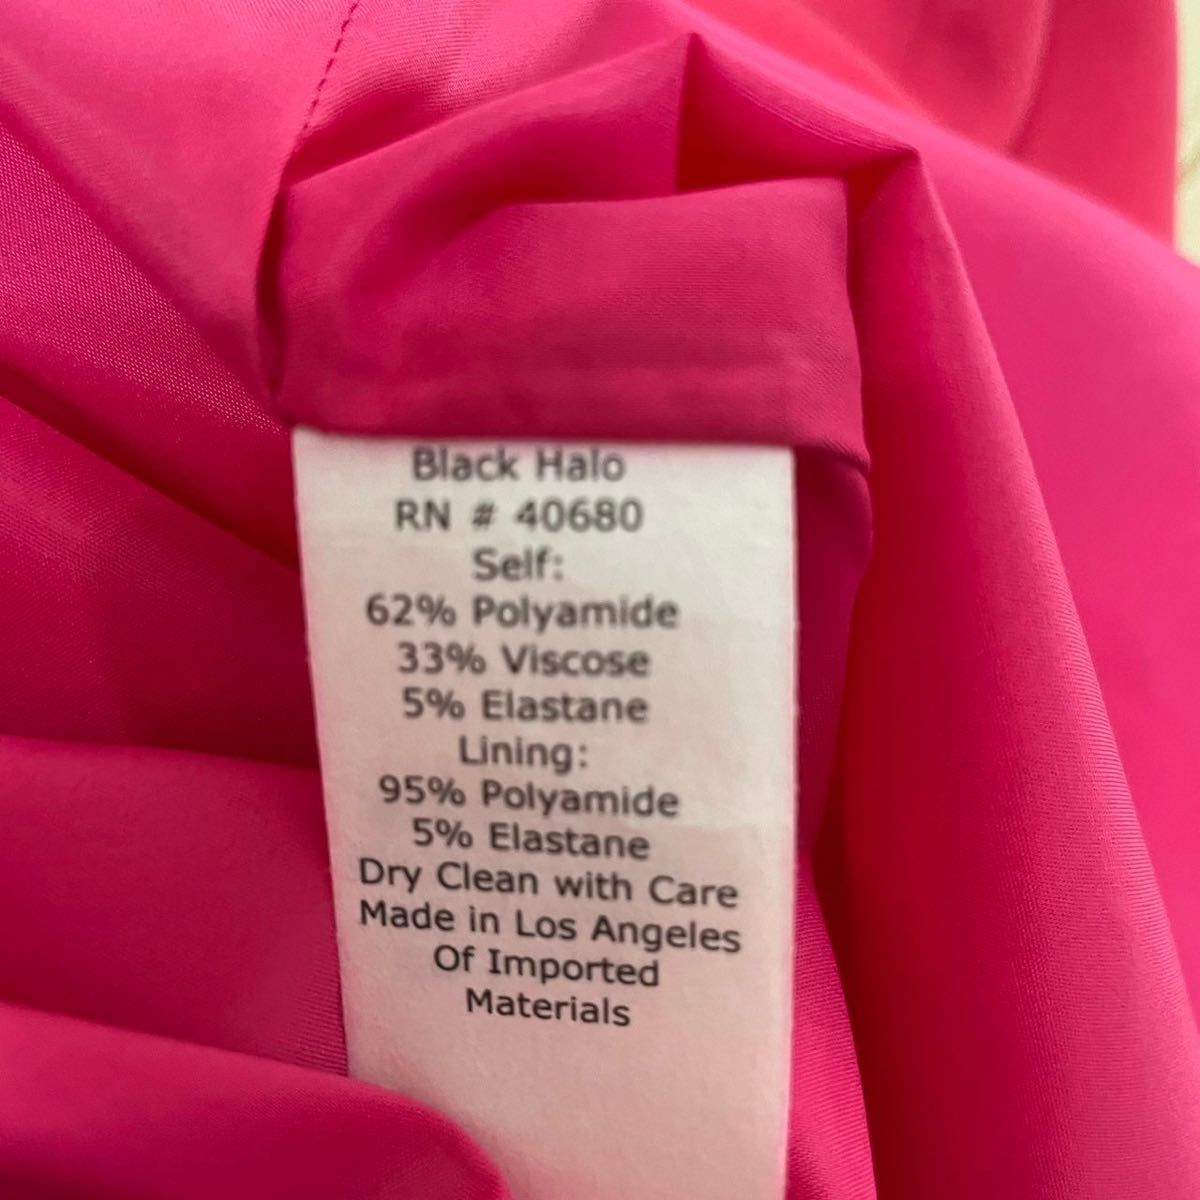 Black Halo
RN # 40680
Self:
62% Polyamide
33% Viscose
5% Elastane
Lining:
95% Polyamide
5% Elastane
Dry Clean with Care
Made in Los Angeles
Of Imported
Materials